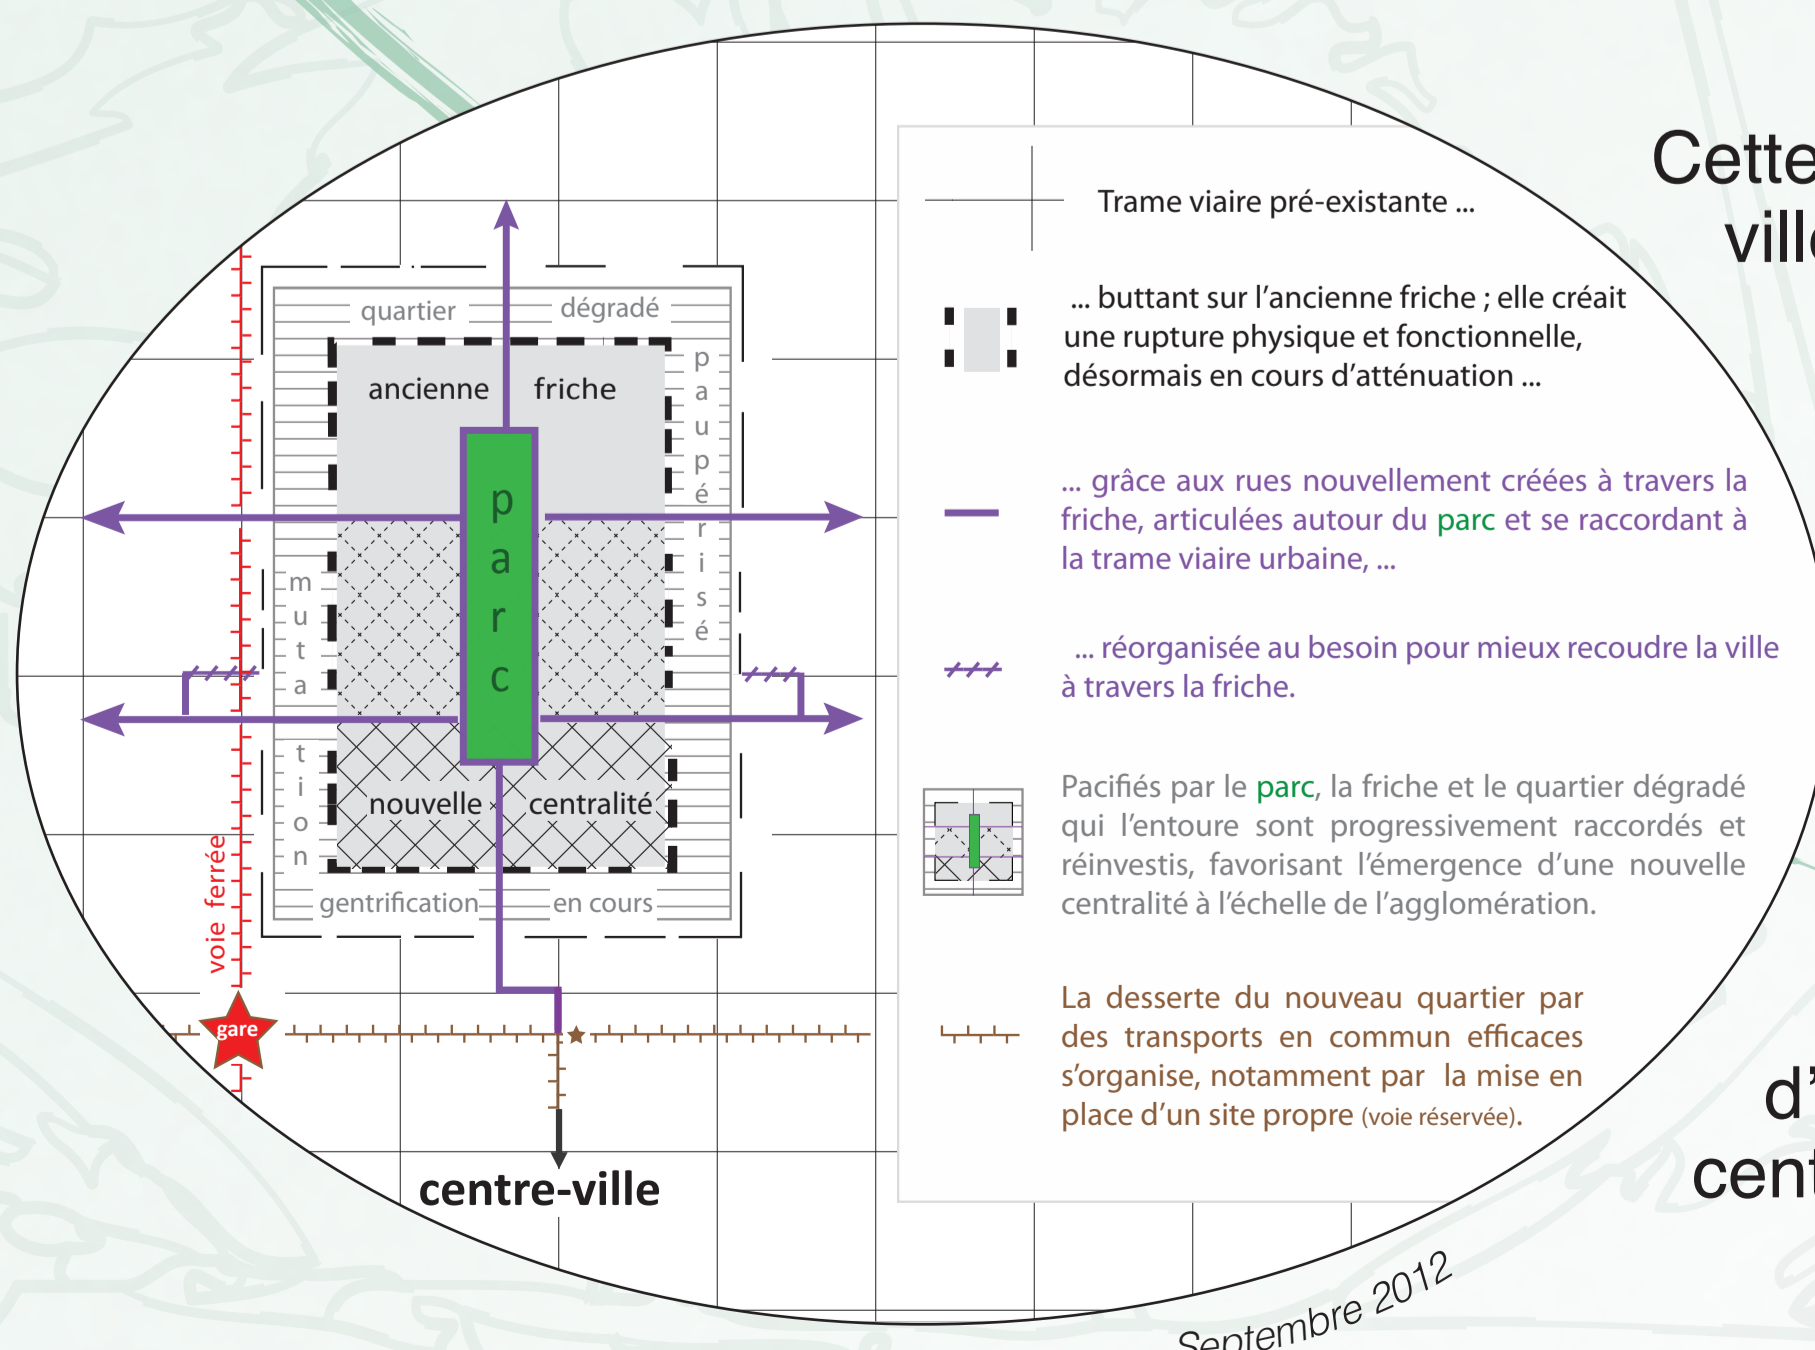 quartier dégradé
paupérisé
ancienne friche
parc
mutation
nouvelle centralité
gentrification en cours
voie ferrée
gare
centre-ville
Trame viaire pré-existante ...
... buttant sur l'ancienne friche ; elle créait
une rupture physique et fonctionnelle,
désormais en cours d'atténuation ...
... grâce aux rues nouvellement créées à travers la
friche, articulées autour du parc et se raccordant à
la trame viaire urbaine, ...
... réorganisée au besoin pour mieux recoudre la ville
à travers la friche.
Pacifiés par le parc, la friche et le quartier dégradé
qui l'entoure sont progressivement raccordés et
réinvestis, favorisant l'émergence d'une nouvelle
centralité à l'échelle de l'agglomération.
La desserte du nouveau quartier par
des transports en commun efficaces
s'organise, notamment par la mise en
place d'un site propre (voie réservée).
Cette
Septembre 2012